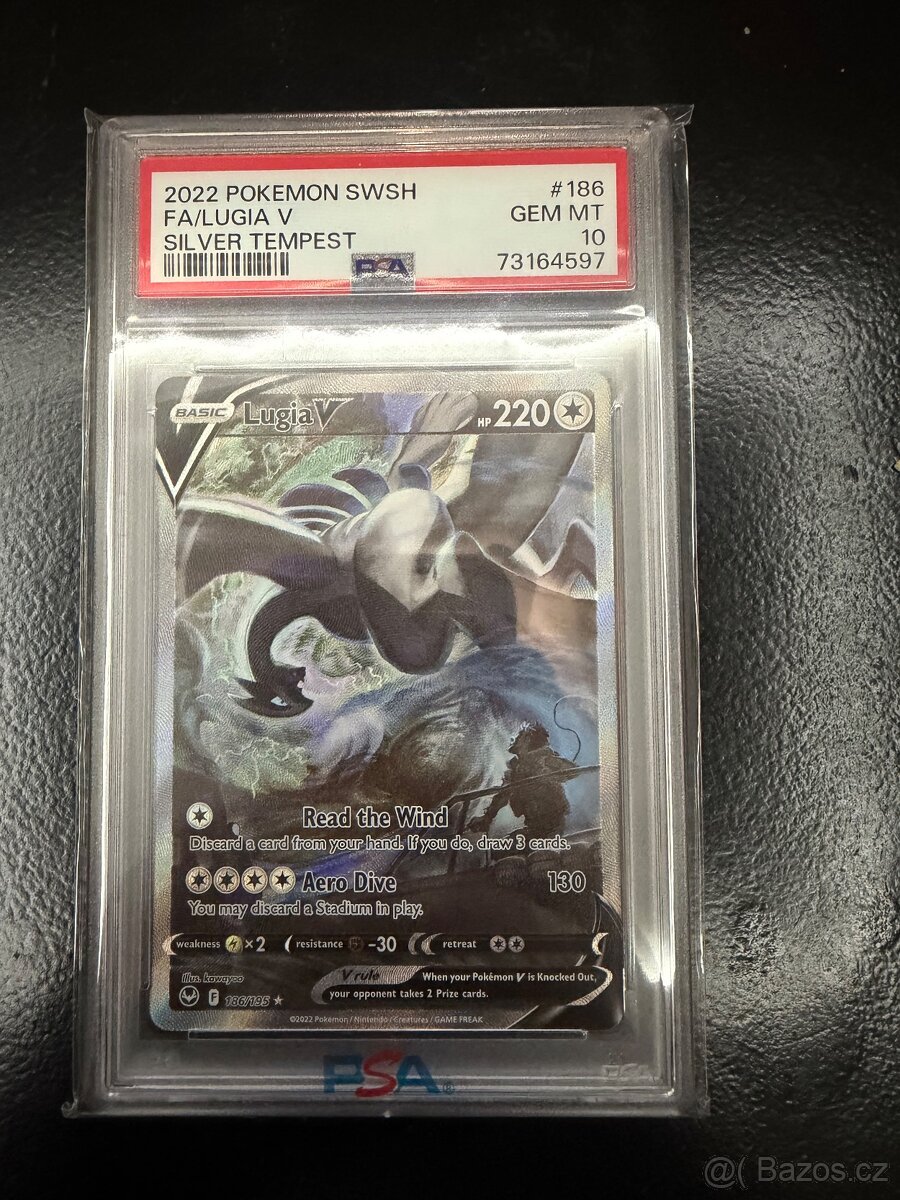 2022 POKEMON SWSH #186
FA/LUGIA V GEM MT
SILVER TEMPEST 10
PSA 73164597
BASIC Lugia V HP 220
Read the Wind
Discard a card from your hand. If you do, draw 3 cards.
Aero Dive 130
You may discard a Stadium in play.
weakness ×2 resistance -30 retreat
V rule When your Pokémon V is Knocked Out,
your opponent takes 2 Prize cards.
Illus. kawayoo
F 186/195 ★
©2022 Pokémon / Nintendo / Creatures / GAME FREAK
PSA®
PSA
@( Bazos.cz